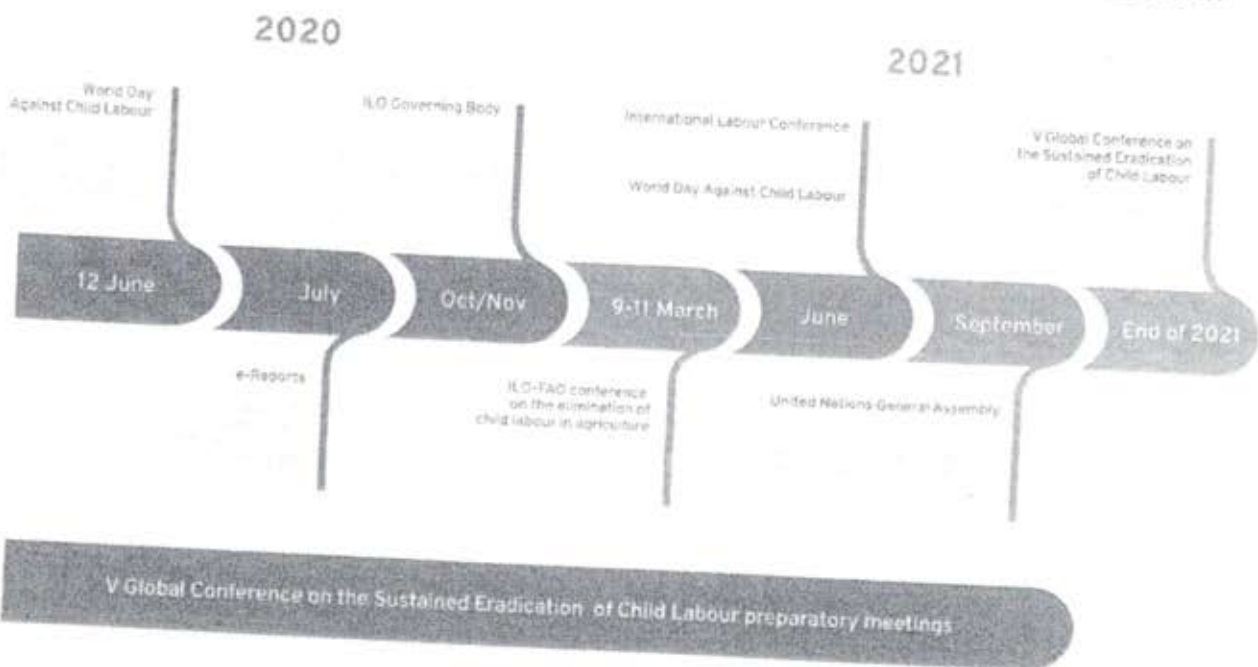 2020
2021
World Day
Against Child Labour
ILO Governing Body
International Labour Conference
World Day Against Child Labour
V Global Conference on
the Sustained Eradication
of Child Labour
12 June
July
Oct/Nov
9-11 March
June
September
End of 2021
e-Reports
ILO-FAO conference
on the elimination of
child labour in agriculture
United Nations General Assembly
V Global Conference on the Sustained Eradication of Child Labour preparatory meetings